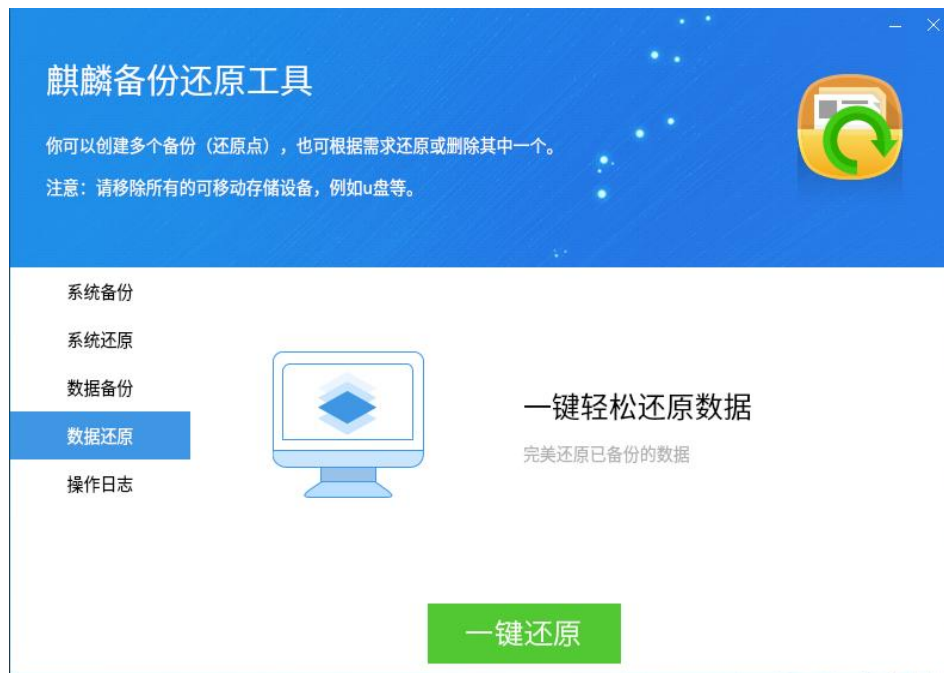 麒麟备份还原工具
你可以创建多个备份（还原点），也可根据需求还原或删除其中一个。
注意：请移除所有的可移动存储设备，例如u盘等。
系统备份
系统还原
数据备份
数据还原
操作日志
一键轻松还原数据
完美还原已备份的数据
一键还原